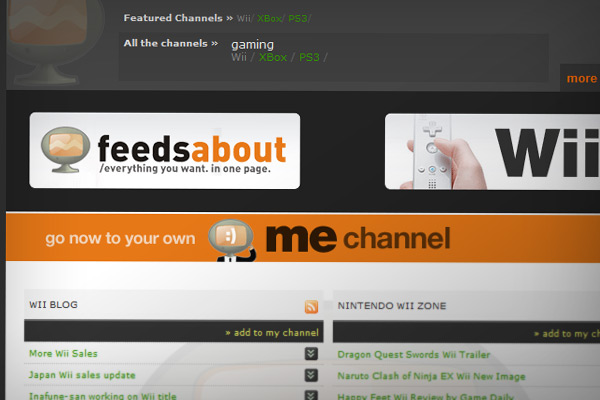 Featured Channels » Wii/ XBox/ PS3/
All the channels » gaming
Wii / XBox / PS3 /
more
feedsabout
/everything you want. in one page.
Wii
go now to your own :) me channel
WII BLOG
NINTENDO WII ZONE
» add to my channel
» add to my ch
More Wii Sales
Dragon Quest Swords Wii Trailer
Japan Wii sales update
Naruto Clash of Ninja EX Wii New Image
Inafune-san working on Wii title
Happy Feet Wii Review by Game Daily